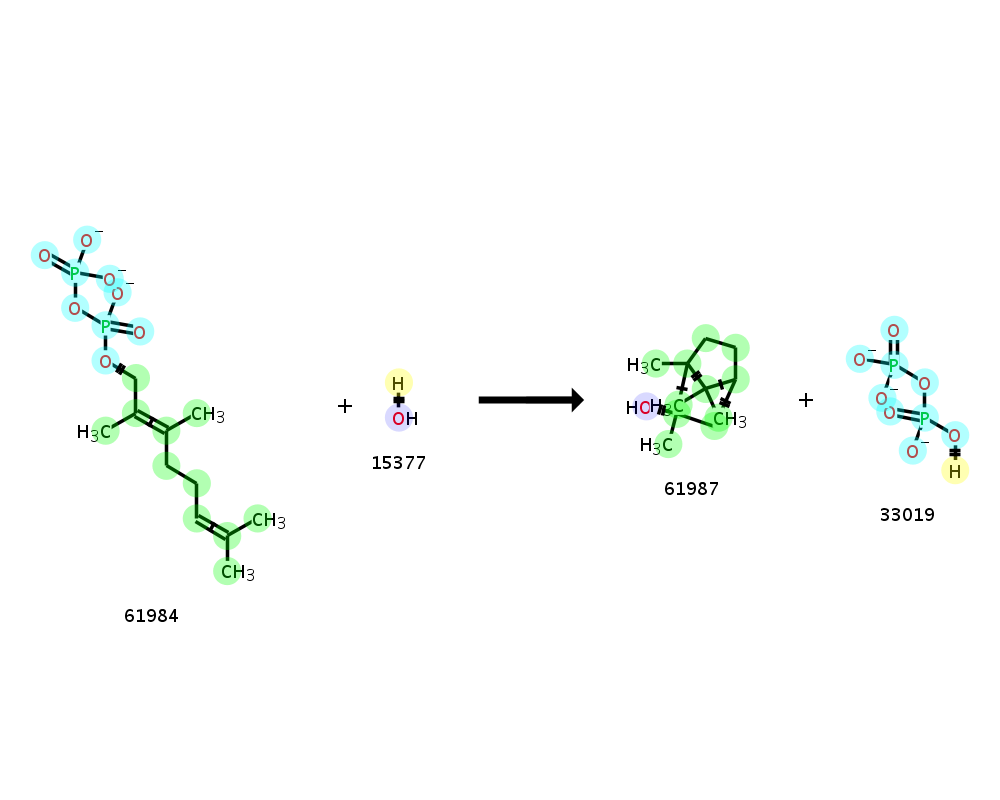 O O⁻
P O⁻
O⁻
O P O
O
H₃C CH₃
CH₃
CH₃
61984
+
H
OH
15377
H₃C
HO H₃C CH₃
H₃C
61987
+
O
O⁻ P
O⁻ O
O P
O⁻ O
H
33019